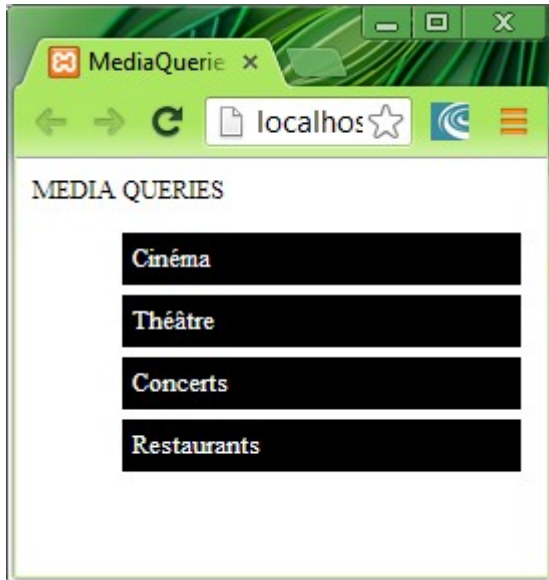 MediaQuerie
localhos
MEDIA QUERIES
Cinéma
Théâtre
Concerts
Restaurants